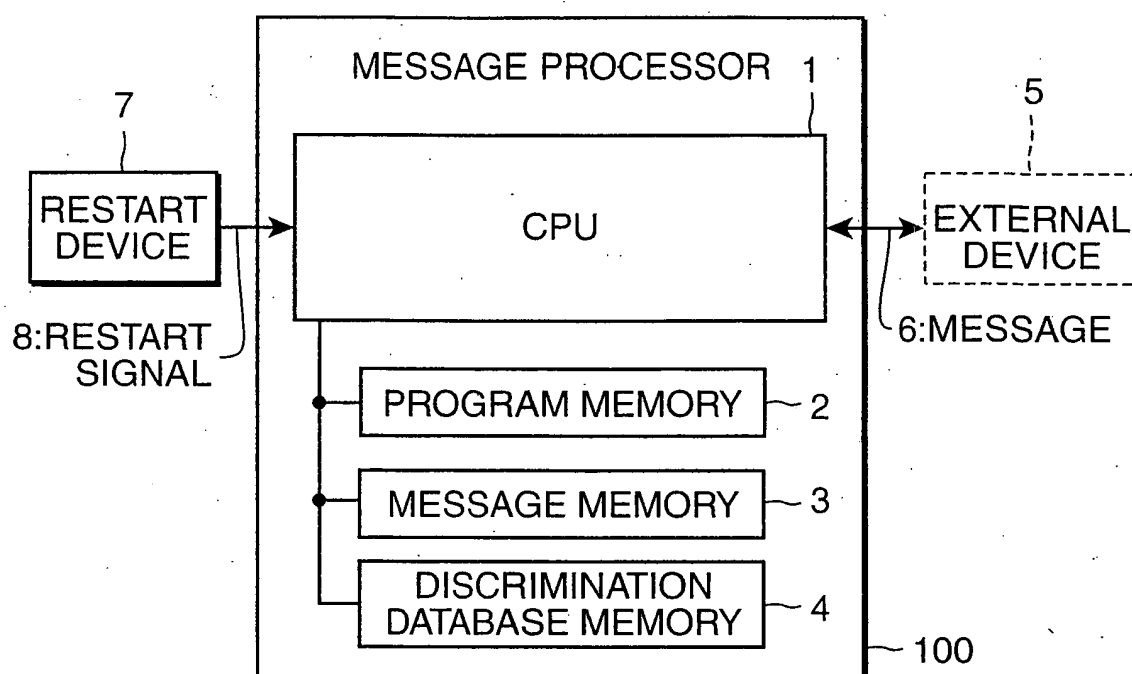 MESSAGE PROCESSOR
1
7
5
RESTART
DEVICE
CPU
EXTERNAL
DEVICE
8:RESTART
SIGNAL
6:MESSAGE
PROGRAM MEMORY
2
MESSAGE MEMORY
3
DISCRIMINATION
DATABASE MEMORY
4
100